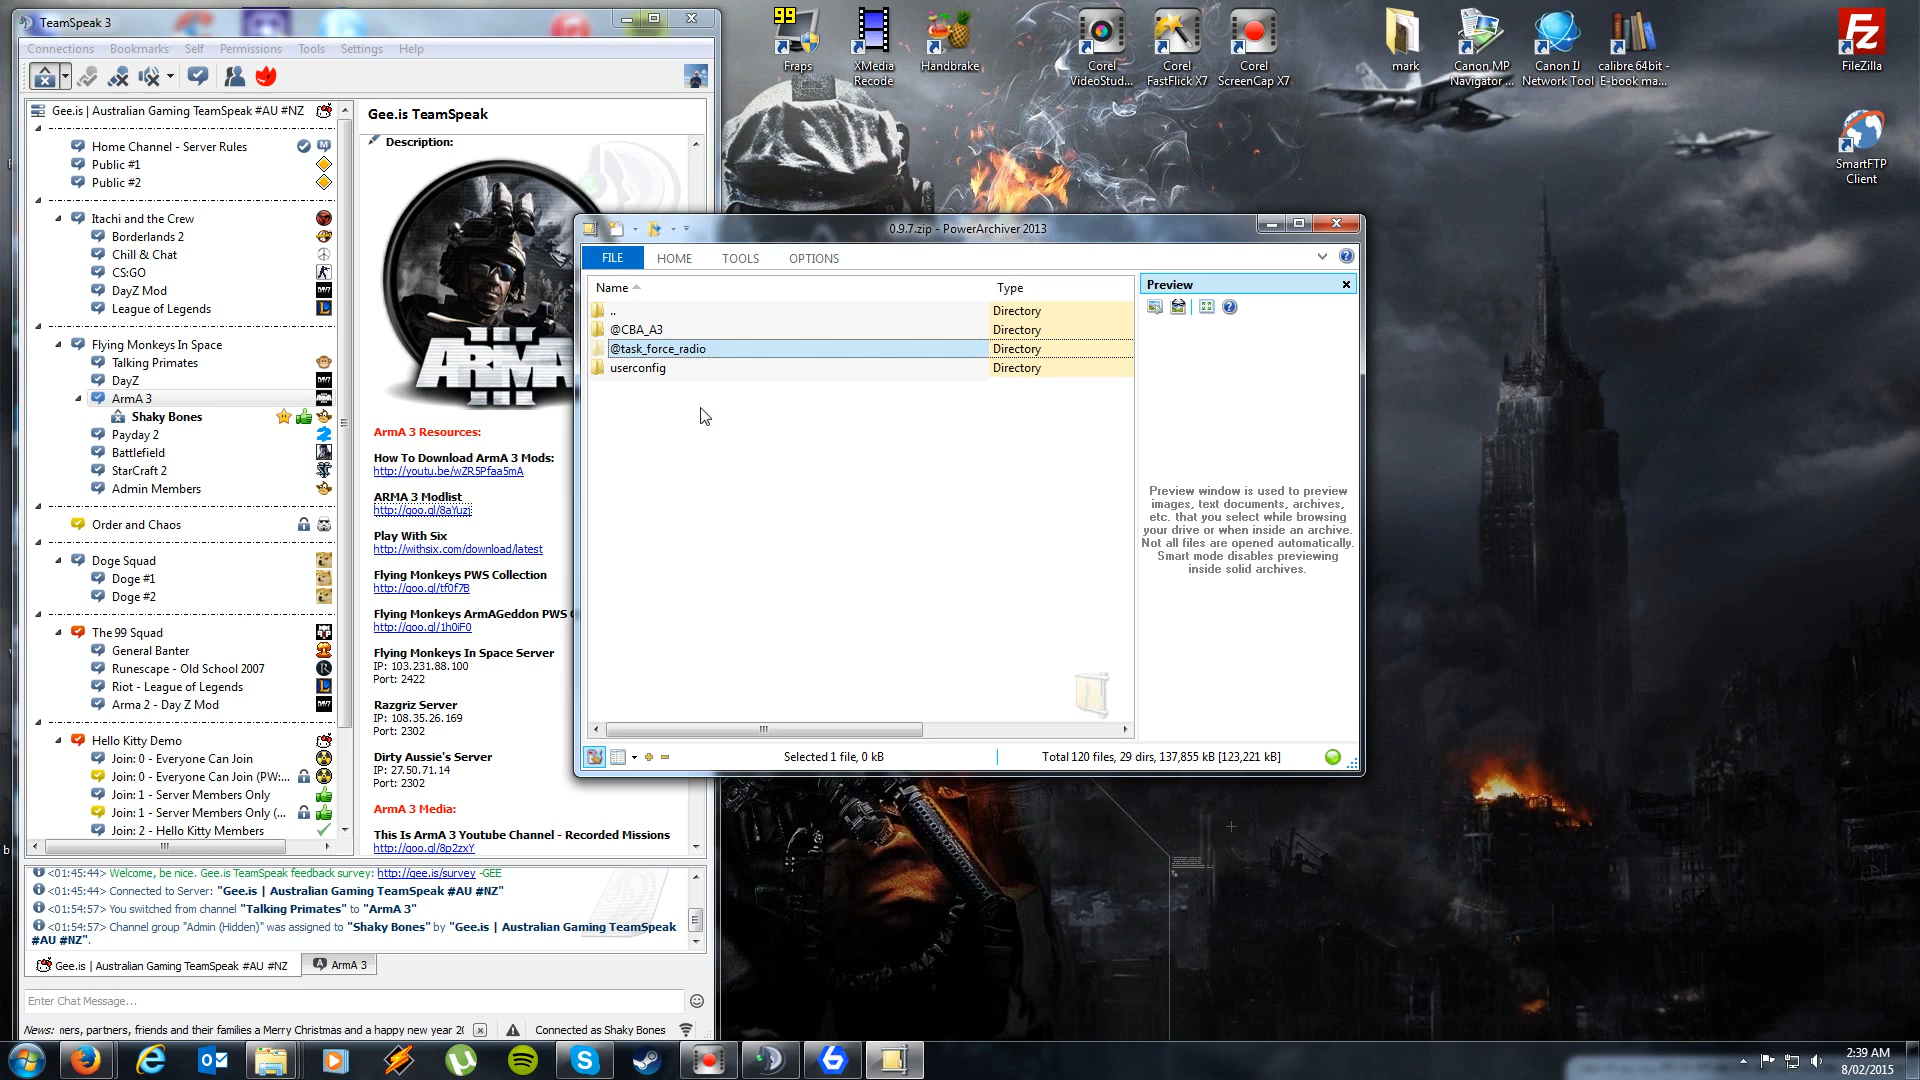 TeamSpeak 3
Connections Bookmarks Self Permissions Tools Settings Help
Gee.is | Australian Gaming TeamSpeak #AU #NZ
Home Channel - Server Rules
Public #1
Public #2
Itachi and the Crew
Borderlands 2
Chill & Chat
CS:GO
DayZ Mod
League of Legends
Flying Monkeys In Space
Talking Primates
DayZ
ArmA 3
Shaky Bones
Payday 2
Battlefield
StarCraft 2
Admin Members
Order and Chaos
Doge Squad
Doge #1
Doge #2
The 99 Squad
General Banter
Runescape - Old School 2007
Riot - League of Legends
Arma 2 - Day Z Mod
Hello Kitty Demo
Join: 0 - Everyone Can Join
Join: 0 - Everyone Can Join (PW:...
Join: 1 - Server Members Only
Join: 1 - Server Members Only (...
Join: 2 - Hello Kitty Members
Gee.is TeamSpeak
Description:
ARMA
III
ArmA 3 Resources:
How To Download ArmA 3 Mods:
http://youtu.be/wZR5Pfaa5mA
ARMA 3 Modlist
http://goo.gl/8aYuzj
Play With Six
http://withsix.com/download/latest
Flying Monkeys PWS Collection
http://goo.gl/tf0f7B
Flying Monkeys ArmAGeddon PWS
http://goo.gl/1h0iF0
Flying Monkeys In Space Server
IP: 103.231.88.100
Port: 2422
Razgriz Server
IP: 108.35.26.169
Port: 2302
Dirty Aussie's Server
IP: 27.50.71.14
Port: 2302
ArmA 3 Media:
This Is ArmA 3 Youtube Channel - Recorded Missions
http://goo.gl/8p2zxY
<01:45:44> Welcome, be nice. Gee.is TeamSpeak feedback survey: http://gee.is/survey -GEE
<01:45:44> Connected to Server: "Gee.is | Australian Gaming TeamSpeak #AU #NZ"
<01:54:57> You switched from channel "Talking Primates" to "ArmA 3"
<01:54:57> Channel group "Admin (Hidden)" was assigned to "Shaky Bones" by "Gee.is | Australian Gaming TeamSpeak
#AU #NZ".
Gee.is | Australian Gaming TeamSpeak #AU #NZ
ArmA 3
Enter Chat Message...
News: ners, partners, friends and their families a Merry Christmas and a happy new year 20
Connected as Shaky Bones
0.9.7.zip - PowerArchiver 2013
FILE HOME TOOLS OPTIONS
Name Type
.. Directory
@CBA_A3 Directory
@task_force_radio Directory
userconfig Directory
Preview
Preview window is used to preview
images, text documents, archives,
etc. that you select while browsing
your drive or when inside an archive.
Not all files are opened automatically.
Smart mode disables previewing
inside solid archives.
Selected 1 file, 0 kB
Total 120 files, 29 dirs, 137,855 kB [123,221 kB]
99
Fraps
XMedia
Recode
Handbrake
Corel
VideoStud...
Corel
FastFlick X7
Corel
ScreenCap X7
mark
Canon MP
Navigator ...
Canon IJ
Network Tool
calibre 64bit -
E-book ma...
FileZilla
SmartFTP
Client
2:39 AM
8/02/2015